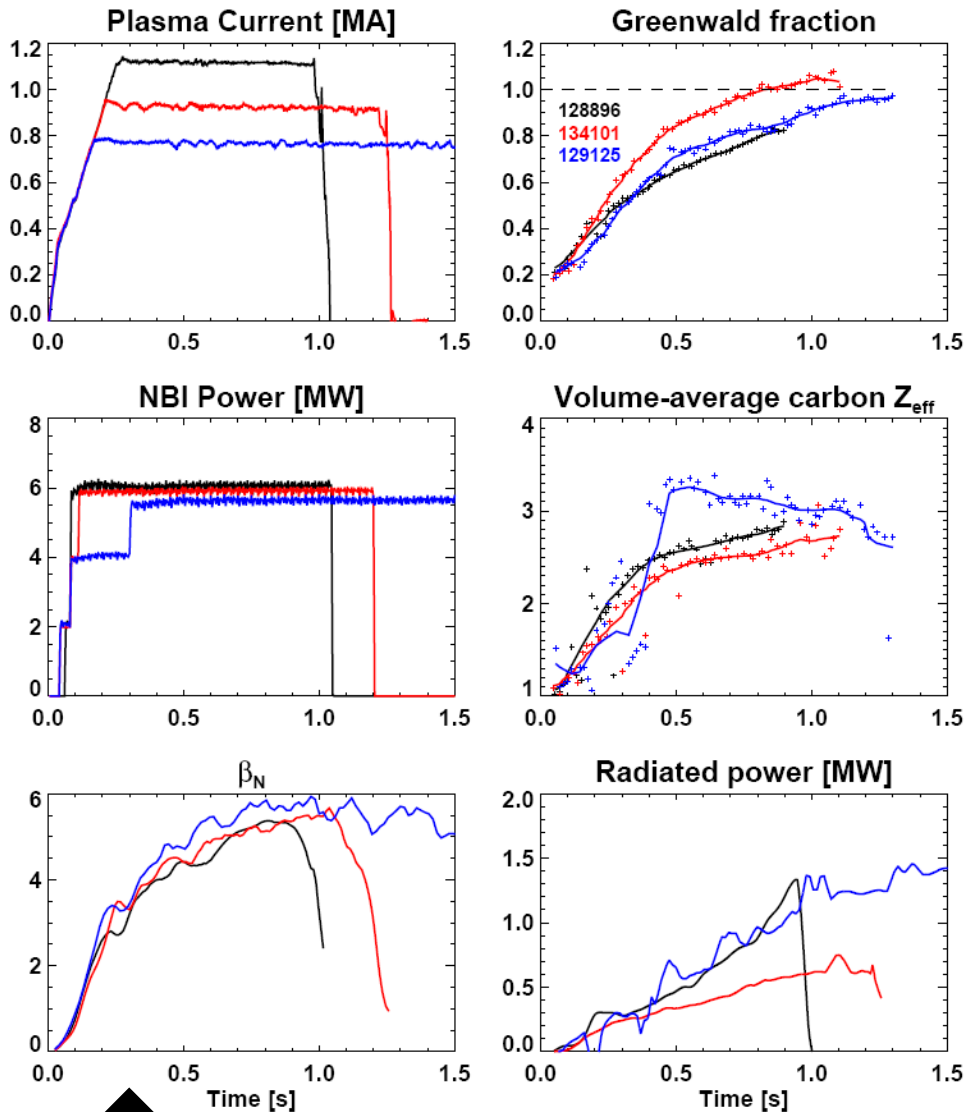 Plasma Current [MA]
1.2
1.0
0.8
0.6
0.4
0.2
0.0
0.0 0.5 1.0 1.5
Greenwald fraction
1.2
1.0
0.8
0.6
0.4
0.2
0.0
128896
134101
129125
0.0 0.5 1.0 1.5
NBI Power [MW]
8
6
4
2
0
0.0 0.5 1.0 1.5
Volume-average carbon Zeff
4
3
2
1
0.0 0.5 1.0 1.5
βN
6
4
2
0
0.0 0.5 1.0 1.5
Time [s]
Radiated power [MW]
2.0
1.5
1.0
0.5
0.0
0.0 0.5 1.0 1.5
Time [s]